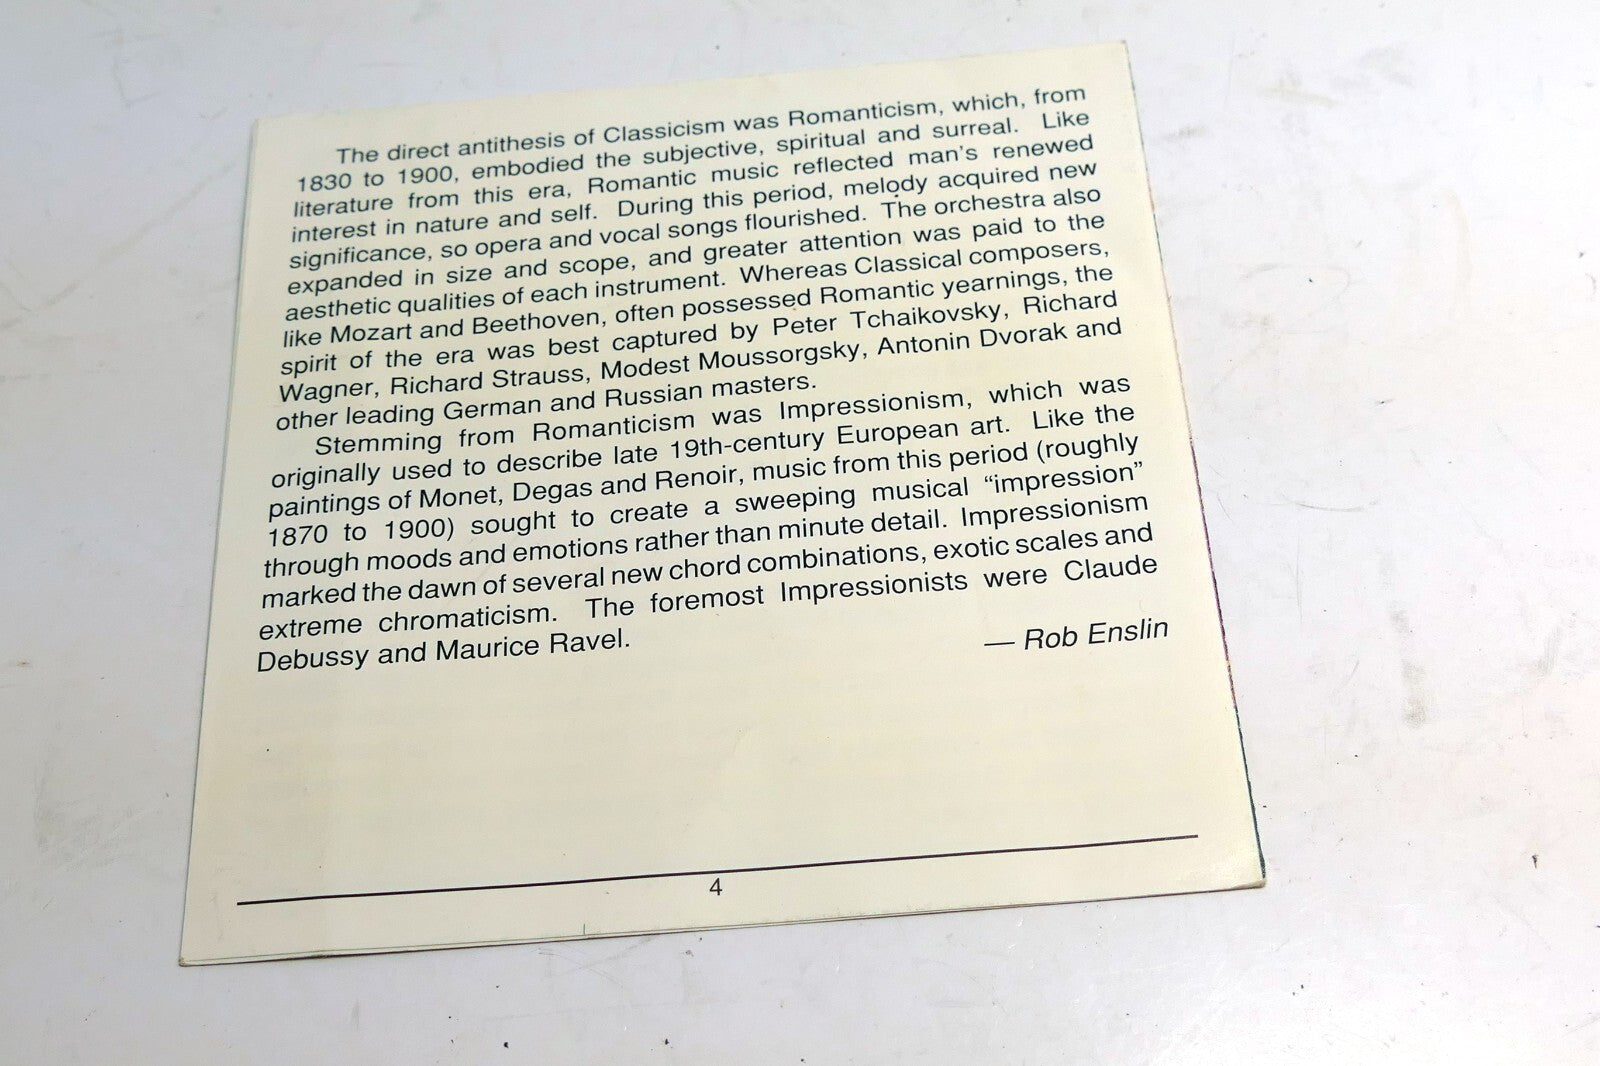 The direct antithesis of Classicism was Romanticism, which, from
1830 to 1900, embodied the subjective, spiritual and surreal. Like
literature from this era, Romantic music reflected man's renewed
interest in nature and self. During this period, melody acquired new
significance, so opera and vocal songs flourished. The orchestra also
expanded in size and scope, and greater attention was paid to the
aesthetic qualities of each instrument. Whereas Classical composers,
like Mozart and Beethoven, often possessed Romantic yearnings, the
spirit of the era was best captured by Peter Tchaikovsky, Richard
Wagner, Richard Strauss, Modest Moussorgsky, Antonin Dvorak and
other leading German and Russian masters.
Stemming from Romanticism was Impressionism, which was
originally used to describe late 19th-century European art. Like the
paintings of Monet, Degas and Renoir, music from this period (roughly
1870 to 1900) sought to create a sweeping musical “impression”
through moods and emotions rather than minute detail. Impressionism
marked the dawn of several new chord combinations, exotic scales and
extreme chromaticism. The foremost Impressionists were Claude
Debussy and Maurice Ravel.
— Rob Enslin
4